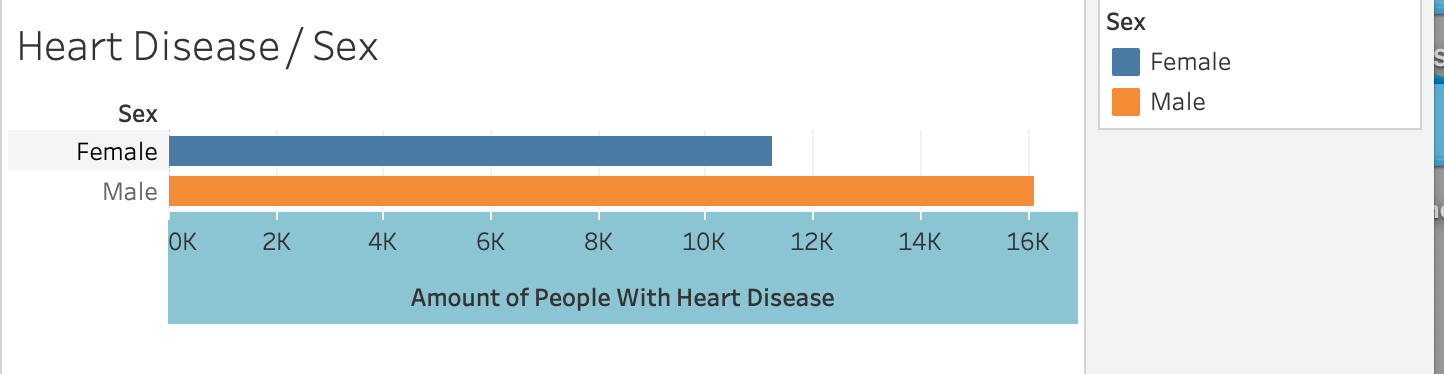 Heart Disease / Sex
Sex
Female
Male
0K 2K 4K 6K 8K 10K 12K 14K 16K
Amount of People With Heart Disease
Sex
Female
Male